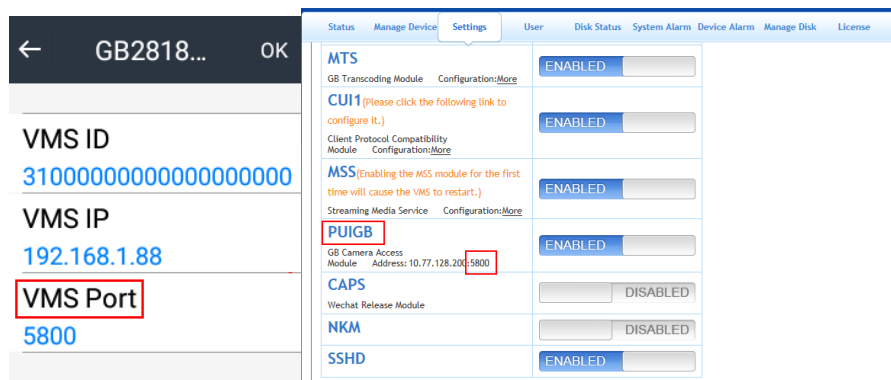 GB2818... OK
VMS ID
31000000000000000000
VMS IP
192.168.1.88
VMS Port
5800
Status Manage Device Settings User Disk Status System Alarm Device Alarm Manage Disk License
MTS
GB Transcoding Module Configuration:More
ENABLED
CUI1(Please click the following link to
configure it.)
Client Protocol Compatibility
Module Configuration:More
ENABLED
MSS(Enabling the MSS module for the first
time will cause the VMS to restart.)
Streaming Media Service Configuration:More
ENABLED
PUIGB
GB Camera Access
Module Address: 10.77.128.200:5800
ENABLED
CAPS
Wechat Release Module
DISABLED
NKM
DISABLED
SSHD
ENABLED